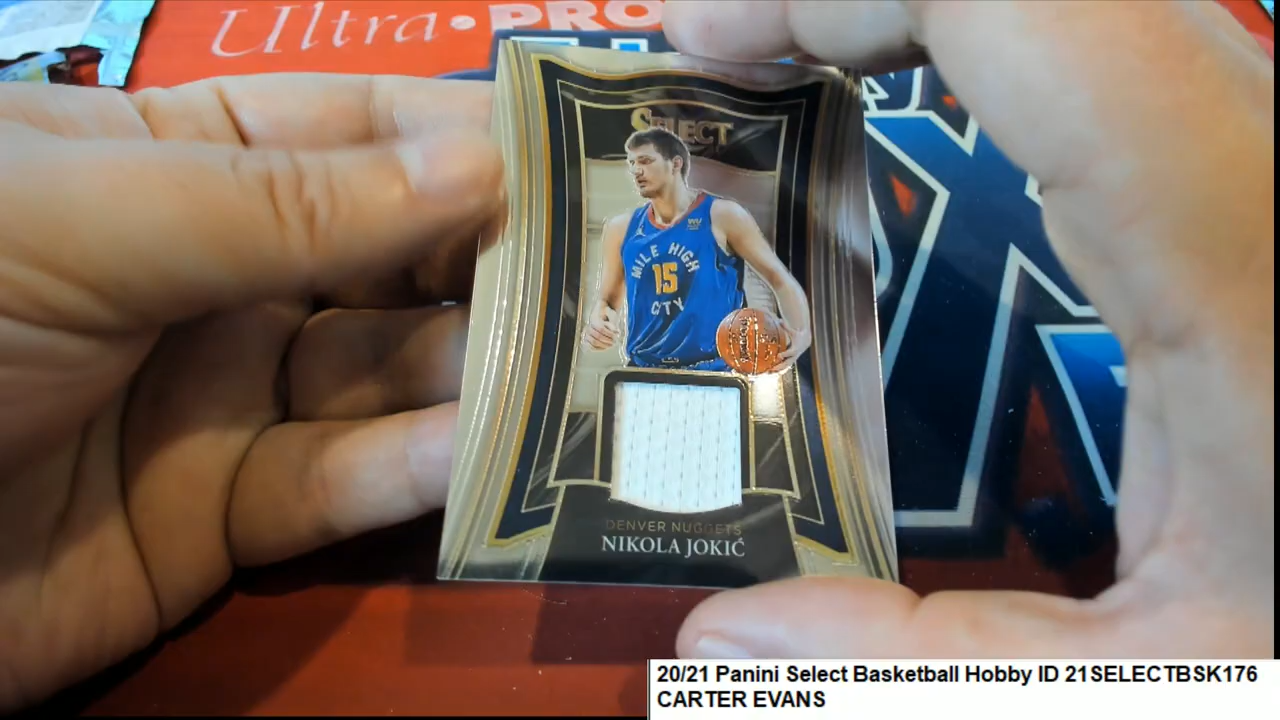 Ultra•PRO
SELECT
MILE HIGH
15
CITY
DENVER NUGGETS
NIKOLA JOKIĆ
20/21 Panini Select Basketball Hobby ID 21SELECTBSK176
CARTER EVANS